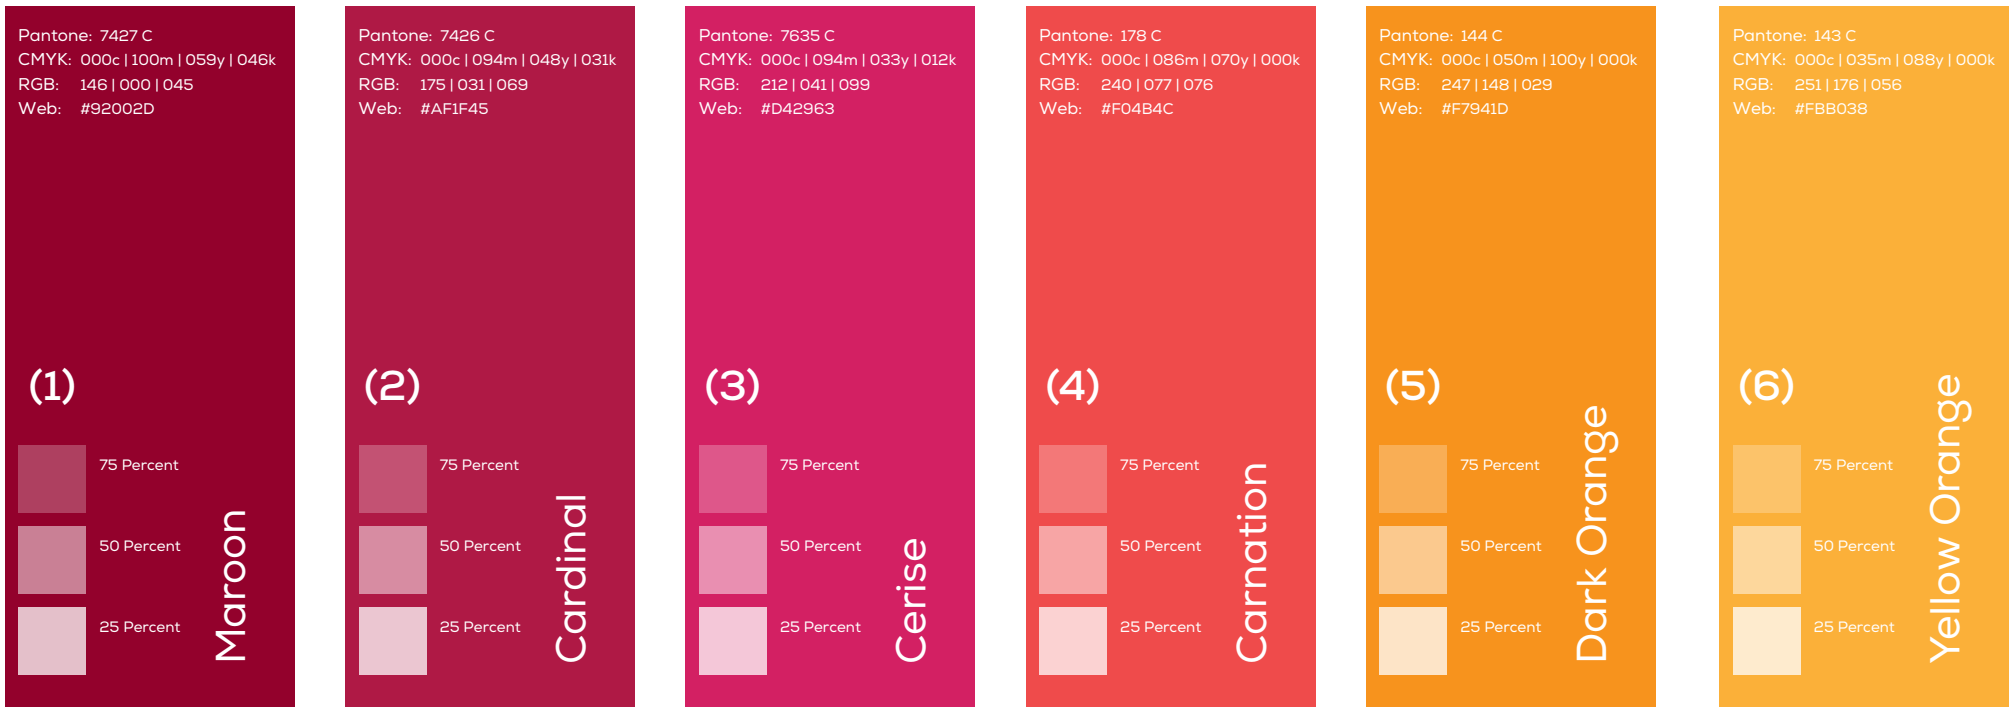 Pantone: 7427 C
CMYK: 000c | 100m | 059y | 046k
RGB: 146 | 000 | 045
Web: #92002D
(1)
75 Percent
50 Percent
25 Percent
Maroon
Pantone: 7426 C
CMYK: 000c | 094m | 048y | 031k
RGB: 175 | 031 | 069
Web: #AF1F45
(2)
75 Percent
50 Percent
25 Percent
Cardinal
Pantone: 7635 C
CMYK: 000c | 094m | 033y | 012k
RGB: 212 | 041 | 099
Web: #D42963
(3)
75 Percent
50 Percent
25 Percent
Cerise
Pantone: 178 C
CMYK: 000c | 086m | 070y | 000k
RGB: 240 | 077 | 076
Web: #F04B4C
(4)
75 Percent
50 Percent
25 Percent
Carnation
Pantone: 144 C
CMYK: 000c | 050m | 100y | 000k
RGB: 247 | 148 | 029
Web: #F7941D
(5)
75 Percent
50 Percent
25 Percent
Dark Orange
Pantone: 143 C
CMYK: 000c | 035m | 088y | 000k
RGB: 251 | 176 | 056
Web: #FBB038
(6)
75 Percent
50 Percent
25 Percent
Yellow Orange